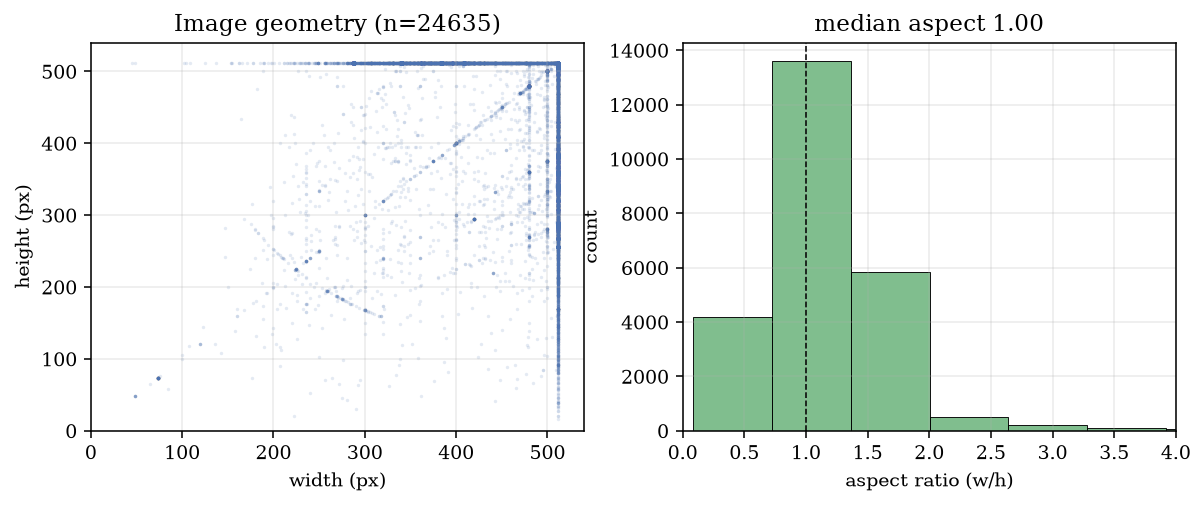 Image geometry (n=24635)
height (px)
500
400
300
200
100
0
0 100 200 300 400 500
width (px)
median aspect 1.00
count
14000
12000
10000
8000
6000
4000
2000
0
0.0 0.5 1.0 1.5 2.0 2.5 3.0 3.5 4.0
aspect ratio (w/h)